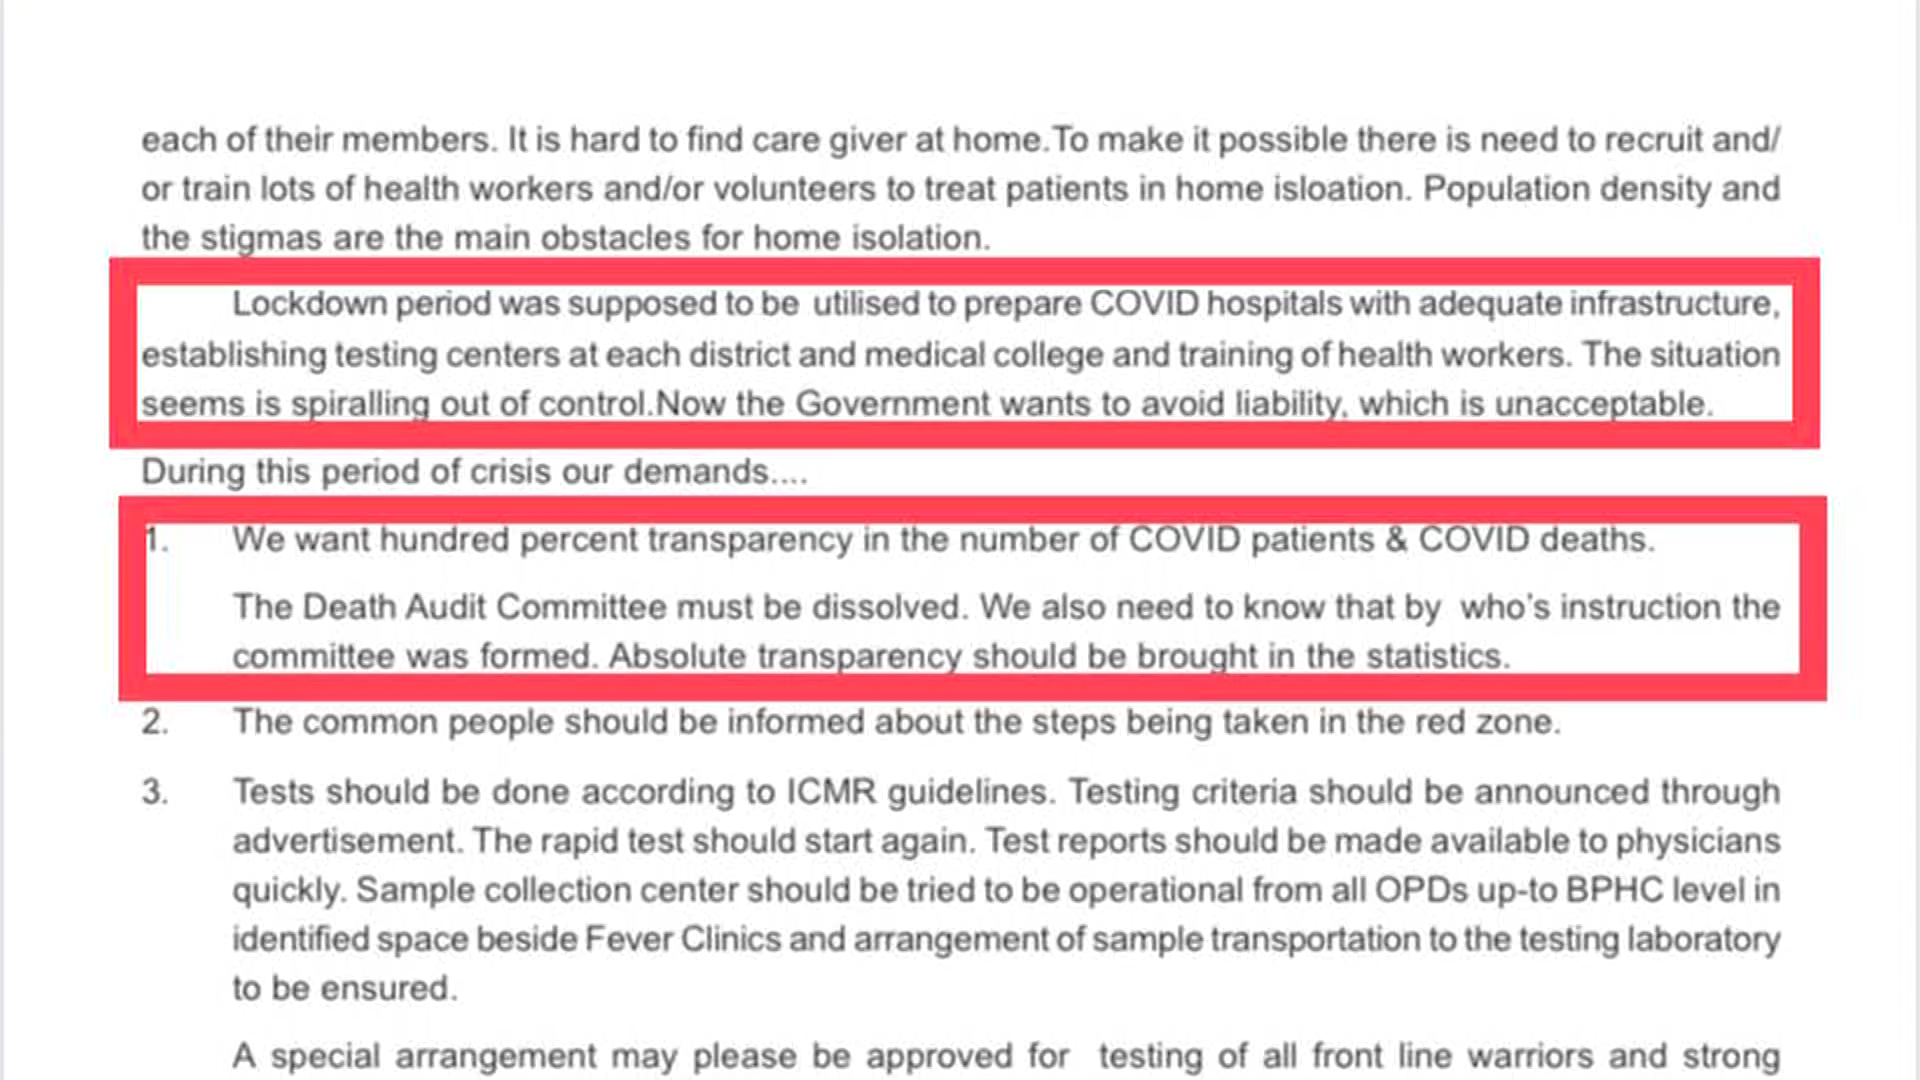 each of their members. It is hard to find care giver at home.To make it possible there is need to recruit and/
or train lots of health workers and/or volunteers to treat patients in home isloation. Population density and
the stigmas are the main obstacles for home isolation.
Lockdown period was supposed to be utilised to prepare COVID hospitals with adequate infrastructure,
establishing testing centers at each district and medical college and training of health workers. The situation
seems is spiralling out of control.Now the Government wants to avoid liability, which is unacceptable.
During this period of crisis our demands....
1. We want hundred percent transparency in the number of COVID patients & COVID deaths.
The Death Audit Committee must be dissolved. We also need to know that by who's instruction the
committee was formed. Absolute transparency should be brought in the statistics.
2. The common people should be informed about the steps being taken in the red zone.
3. Tests should be done according to ICMR guidelines. Testing criteria should be announced through
advertisement. The rapid test should start again. Test reports should be made available to physicians
quickly. Sample collection center should be tried to be operational from all OPDs up-to BPHC level in
identified space beside Fever Clinics and arrangement of sample transportation to the testing laboratory
to be ensured.
A special arrangement may please be approved for testing of all front line warriors and strong